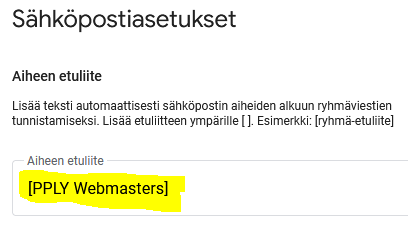 Sähköpostiasetukset
Aiheen etuliite
Lisää teksti automaattisesti sähköpostin aiheiden alkuun ryhmäviestien
tunnistamiseksi. Lisää etuliitteen ympärille [ ]. Esimerkki: [ryhmä-etuliite]
Aiheen etuliite
[PPLY Webmasters]